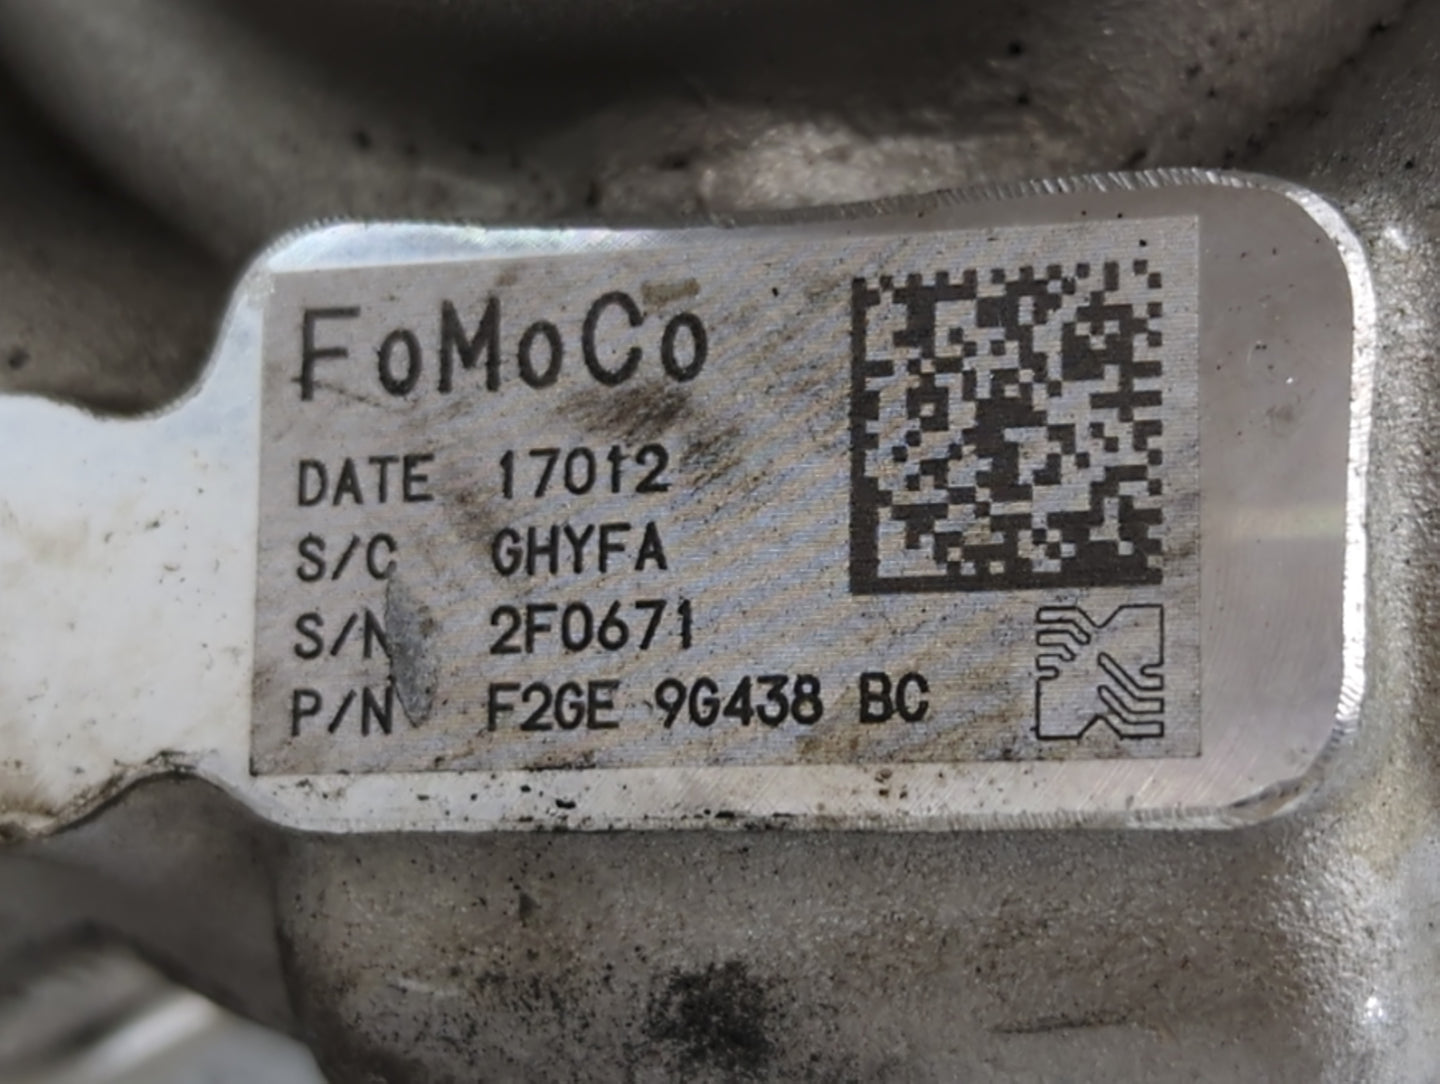 FoMoCo
DATE 17012
S/C GHYFA
S/N 2F0671
P/N F2GE 9G438 BC